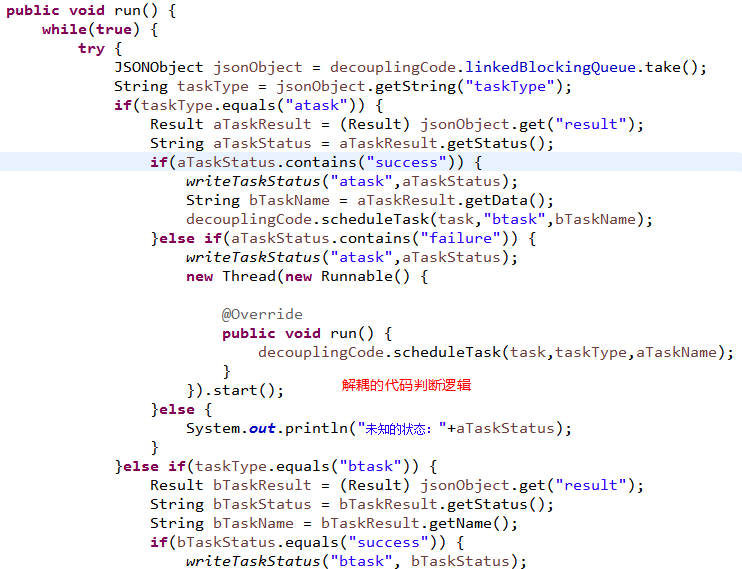 public void run() {
while(true) {
try {
JSONObject jsonObject = decouplingCode.linkedBlockingQueue.take();
String taskType = jsonObject.getString("taskType");
if(taskType.equals("atask")) {
Result aTaskResult = (Result) jsonObject.get("result");
String aTaskStatus = aTaskResult.getStatus();
if(aTaskStatus.contains("success")) {
writeTaskStatus("atask",aTaskStatus);
String bTaskName = aTaskResult.getData();
decouplingCode.scheduleTask(task,"btask",bTaskName);
}else if(aTaskStatus.contains("failure")) {
writeTaskStatus("atask",aTaskStatus);
new Thread(new Runnable() {
@Override
public void run() {
decouplingCode.scheduleTask(task,taskType,aTaskName);
}
}).start();
解耦的代码判断逻辑
}else {
System.out.println("未知的状态："+aTaskStatus);
}
}else if(taskType.equals("btask")) {
Result bTaskResult = (Result) jsonObject.get("result");
String bTaskStatus = bTaskResult.getStatus();
String bTaskName = bTaskResult.getName();
if(bTaskStatus.equals("success")) {
writeTaskStatus("btask", bTaskStatus);